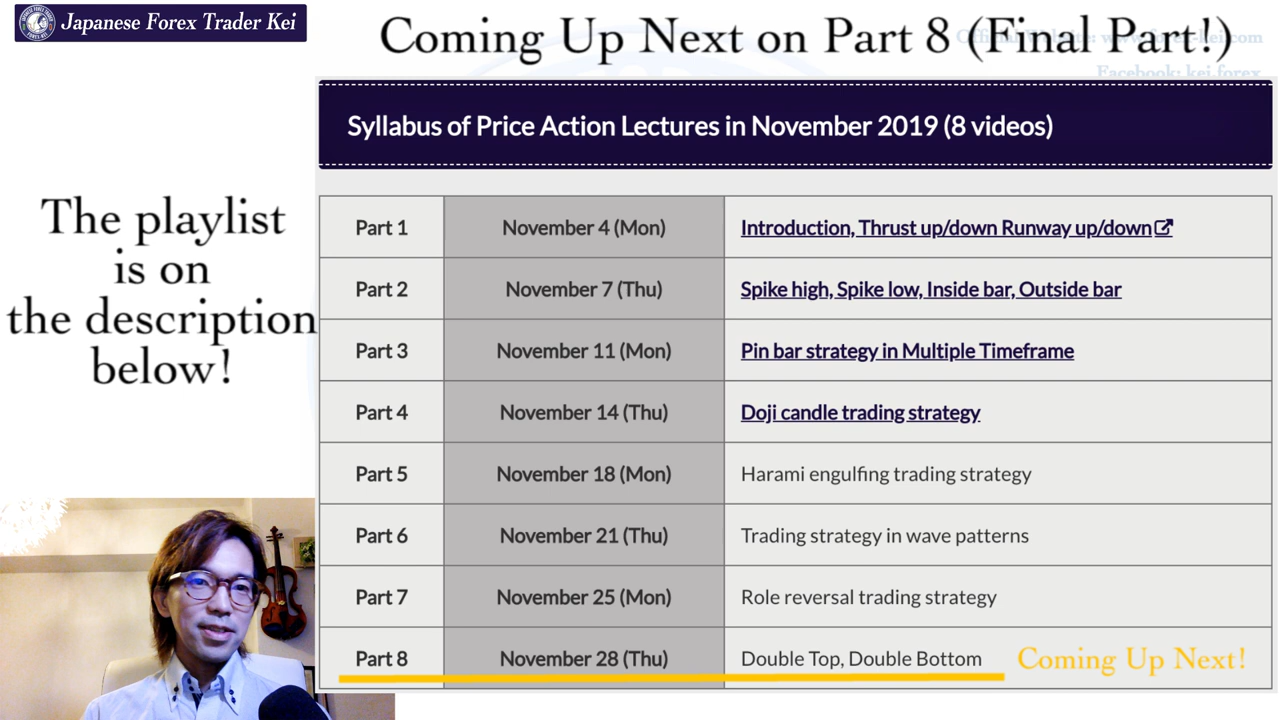 Japanese Forex Trader Kei
Coming Up Next on Part 8 (Final Part!)
Official Website: www.forex-kei.com
Facebook: kei.forex
Syllabus of Price Action Lectures in November 2019 (8 videos)
The playlist
is on
the description
below!
Part 1 November 4 (Mon) Introduction, Thrust up/down Runway up/down
Part 2 November 7 (Thu) Spike high, Spike low, Inside bar, Outside bar
Part 3 November 11 (Mon) Pin bar strategy in Multiple Timeframe
Part 4 November 14 (Thu) Doji candle trading strategy
Part 5 November 18 (Mon) Harami engulfing trading strategy
Part 6 November 21 (Thu) Trading strategy in wave patterns
Part 7 November 25 (Mon) Role reversal trading strategy
Part 8 November 28 (Thu) Double Top, Double Bottom Coming Up Next!